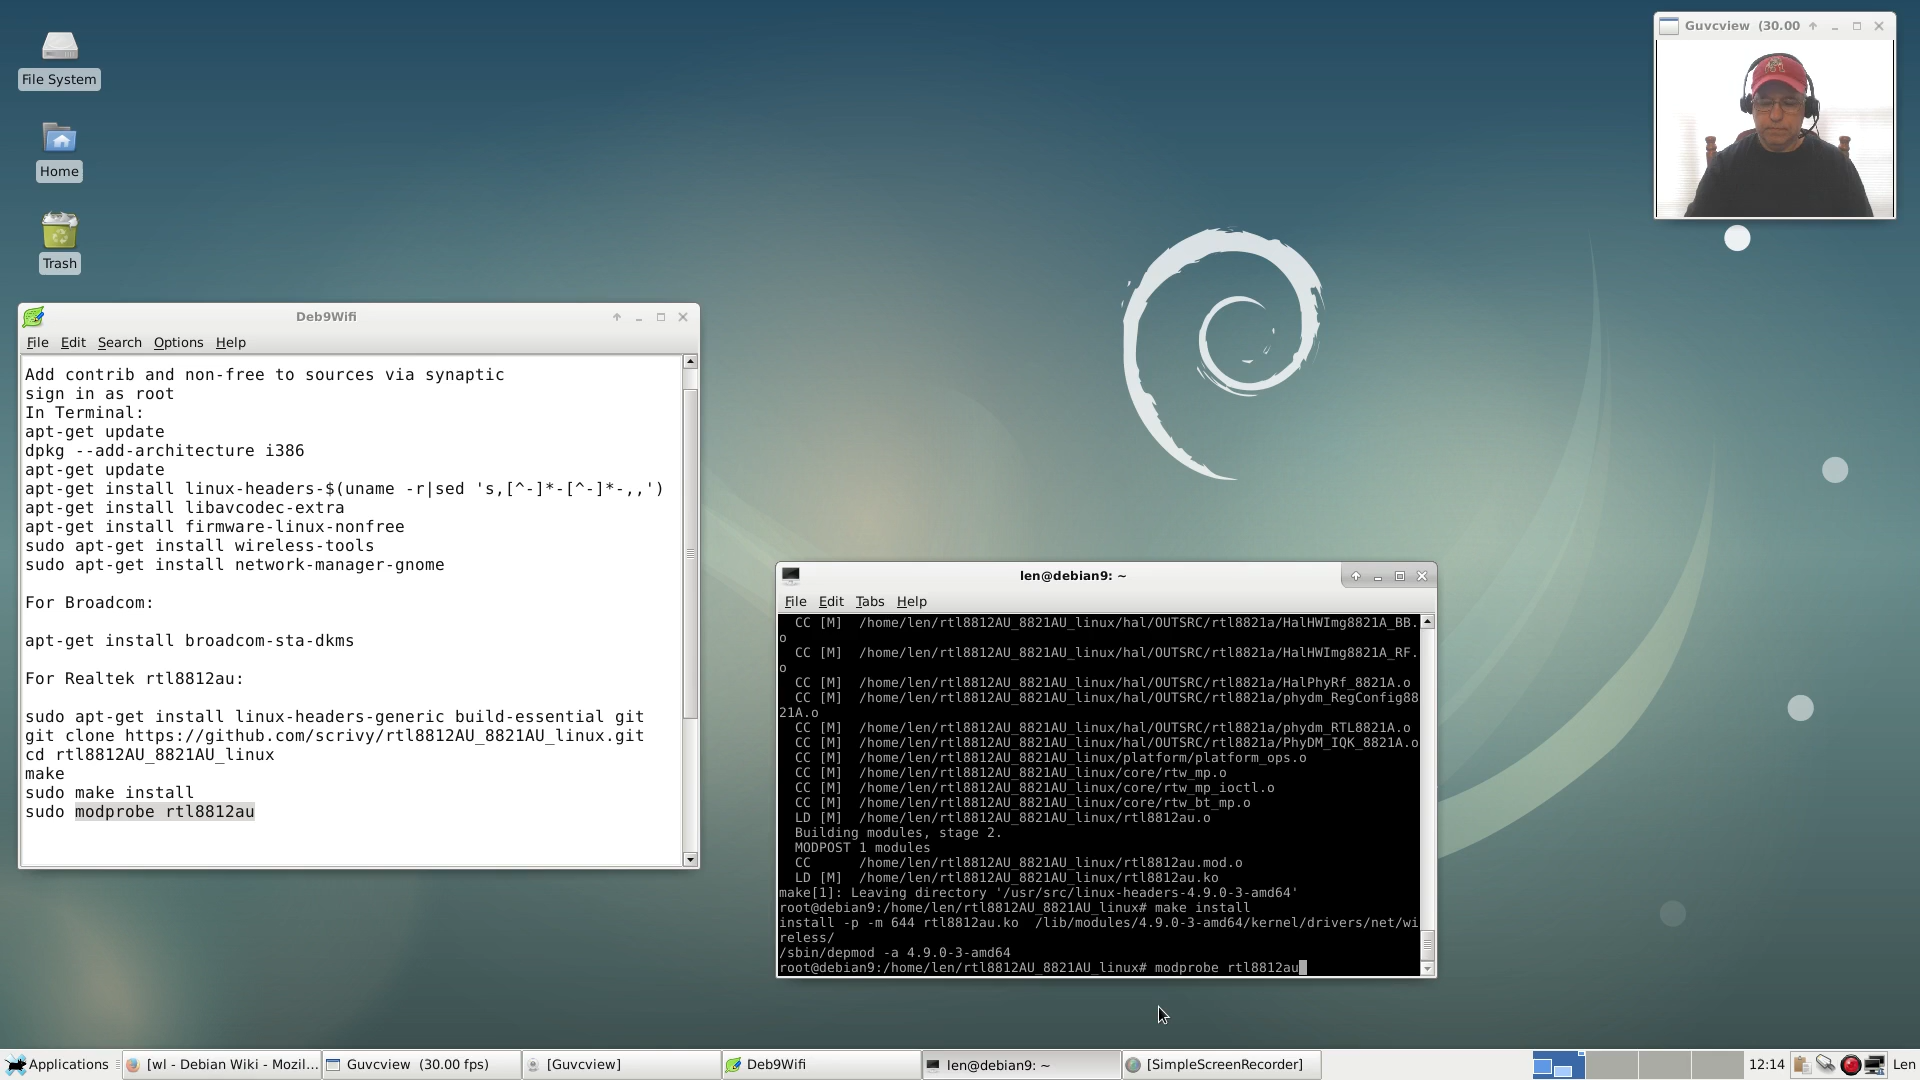 File System
Home
Trash
Guvcview (30.00
Deb9Wifi
File Edit Search Options Help
Add contrib and non-free to sources via synaptic
sign in as root
In Terminal:
apt-get update
dpkg --add-architecture i386
apt-get update
apt-get install linux-headers-$(uname -r|sed 's,[^-]*-[^-]*-,,')
apt-get install libavcodec-extra
apt-get install firmware-linux-nonfree
sudo apt-get install wireless-tools
sudo apt-get install network-manager-gnome
For Broadcom:
apt-get install broadcom-sta-dkms
For Realtek rtl8812au:
sudo apt-get install linux-headers-generic build-essential git
git clone https://github.com/scrivy/rtl8812AU_8821AU_linux.git
cd rtl8812AU_8821AU_linux
make
sudo make install
sudo modprobe rtl8812au
len@debian9: ~
File Edit Tabs Help
CC [M]  /home/len/rtl8812AU_8821AU_linux/hal/OUTSRC/rtl8821a/HalHWImg8821A_BB.
o
CC [M]  /home/len/rtl8812AU_8821AU_linux/hal/OUTSRC/rtl8821a/HalHWImg8821A_RF.
o
CC [M]  /home/len/rtl8812AU_8821AU_linux/hal/OUTSRC/rtl8821a/HalPhyRf_8821A.o
CC [M]  /home/len/rtl8812AU_8821AU_linux/hal/OUTSRC/rtl8821a/phydm_RegConfig88
21A.o
CC [M]  /home/len/rtl8812AU_8821AU_linux/hal/OUTSRC/rtl8821a/phydm_RTL8821A.o
CC [M]  /home/len/rtl8812AU_8821AU_linux/hal/OUTSRC/rtl8821a/PhyDM_IQK_8821A.o
CC [M]  /home/len/rtl8812AU_8821AU_linux/platform/platform_ops.o
CC [M]  /home/len/rtl8812AU_8821AU_linux/core/rtw_mp.o
CC [M]  /home/len/rtl8812AU_8821AU_linux/core/rtw_mp_ioctl.o
CC [M]  /home/len/rtl8812AU_8821AU_linux/core/rtw_bt_mp.o
LD [M]  /home/len/rtl8812AU_8821AU_linux/rtl8812au.o
Building modules, stage 2.
MODPOST 1 modules
CC      /home/len/rtl8812AU_8821AU_linux/rtl8812au.mod.o
LD [M]  /home/len/rtl8812AU_8821AU_linux/rtl8812au.ko
make[1]: Leaving directory '/usr/src/linux-headers-4.9.0-3-amd64'
root@debian9:/home/len/rtl8812AU_8821AU_linux# make install
install -p -m 644 rtl8812au.ko  /lib/modules/4.9.0-3-amd64/kernel/drivers/net/wi
reless/
/sbin/depmod -a 4.9.0-3-amd64
root@debian9:/home/len/rtl8812AU_8821AU_linux# modprobe rtl8812au
Applications [wl - Debian Wiki - Mozil... Guvcview (30.00 fps) [Guvcview] Deb9Wifi len@debian9: ~ [SimpleScreenRecorder] 12:14 Len